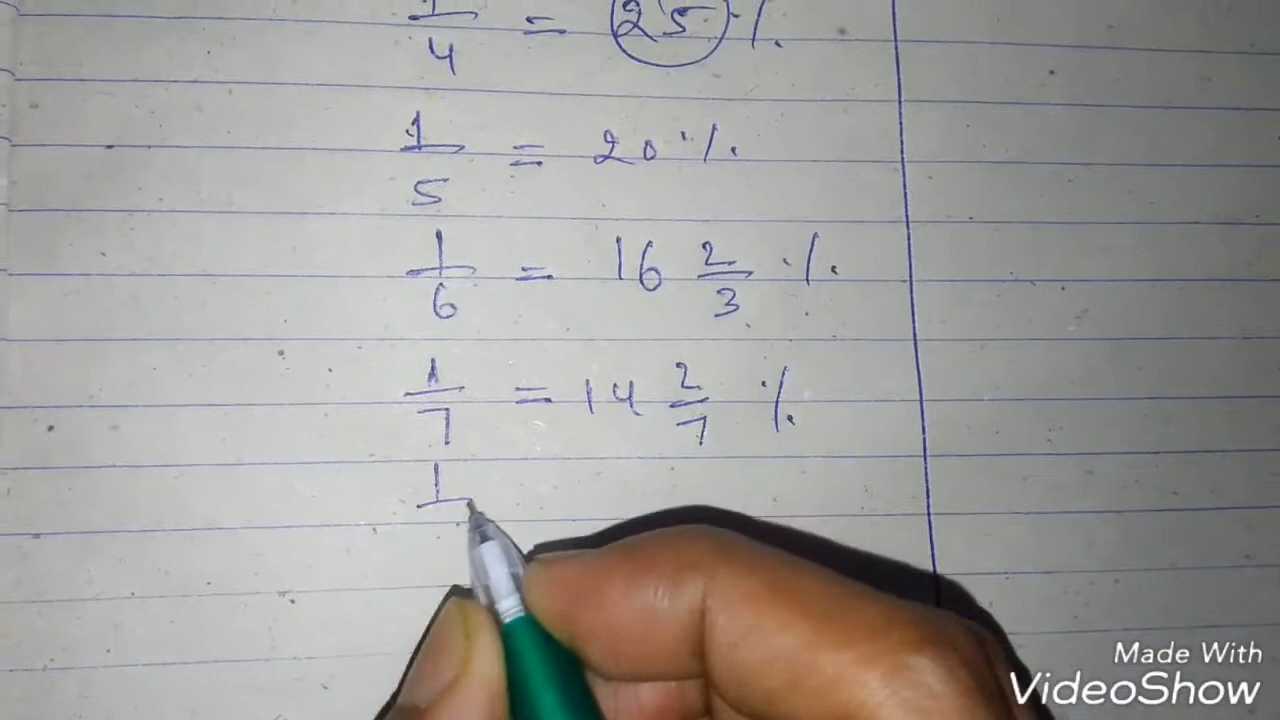 1/4 = 25 %
1/5 = 20 %
1/6 = 16 2/3 %
1/7 = 14 2/7 %
1
Made With
VideoShow